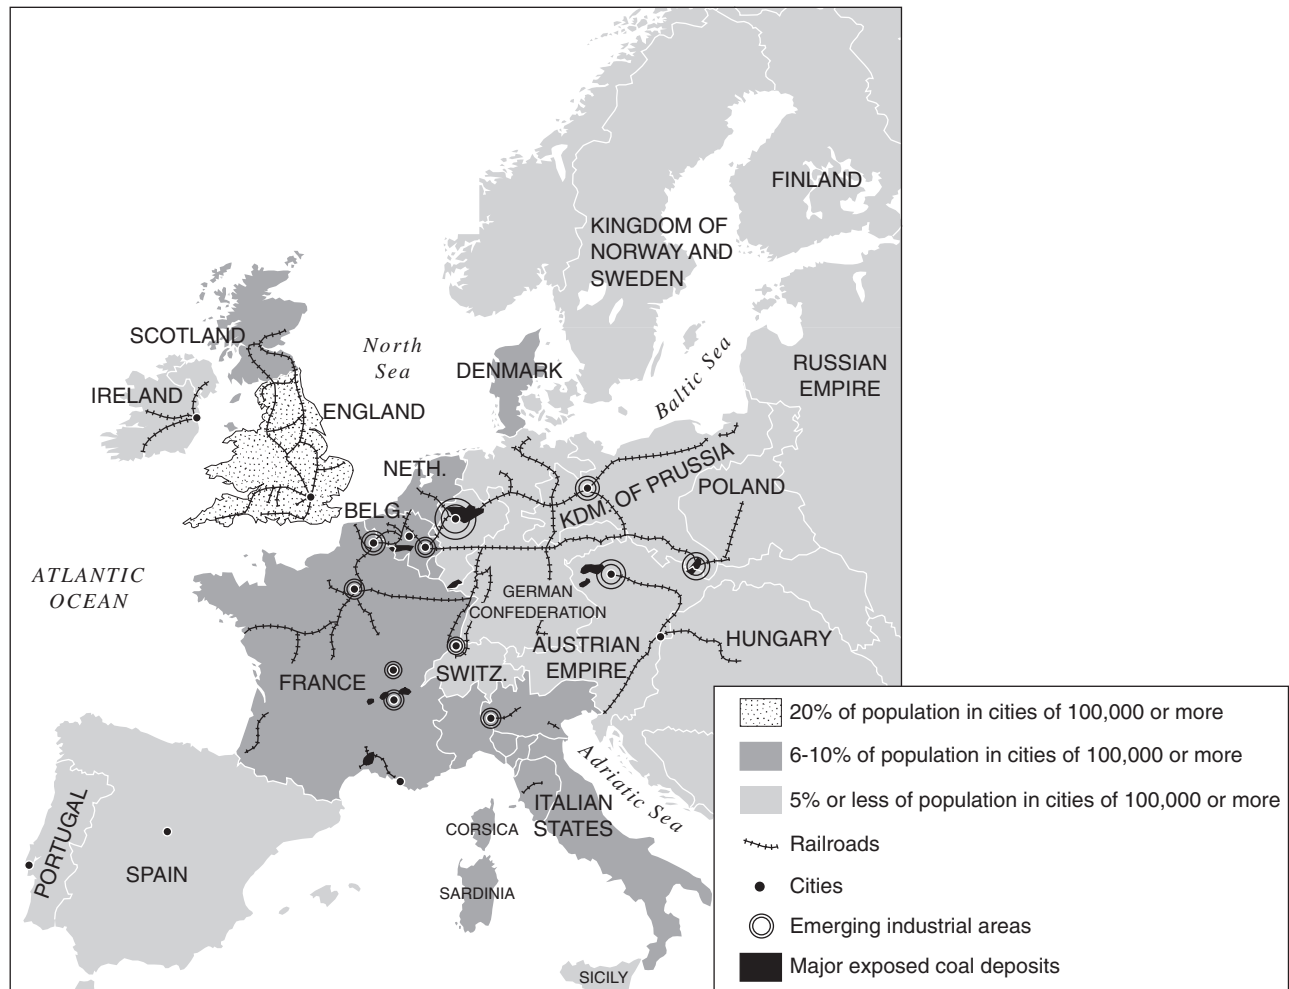 FINLAND
KINGDOM OF
NORWAY AND
SWEDEN
SCOTLAND
North
Sea
DENMARK
Baltic Sea
RUSSIAN
EMPIRE
IRELAND
ENGLAND
NETH.
KDM. OF PRUSSIA
POLAND
BELG.
ATLANTIC
OCEAN
GERMAN
CONFEDERATION
AUSTRIAN
EMPIRE
HUNGARY
FRANCE
SWITZ.
Adriatic Sea
ITALIAN
STATES
CORSICA
PORTUGAL
SPAIN
SARDINIA
SICILY
20% of population in cities of 100,000 or more
6-10% of population in cities of 100,000 or more
5% or less of population in cities of 100,000 or more
Railroads
Cities
Emerging industrial areas
Major exposed coal deposits